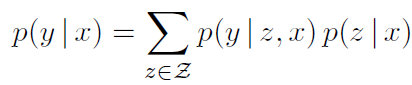 p(y | x) = ∑_{z∈𝒵} p(y | z, x) p(z | x)